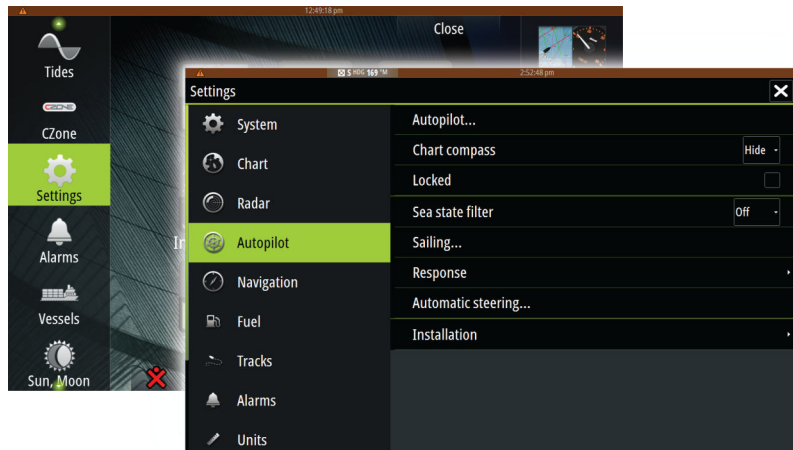 12:49:18 pm
Close
Tides
CZONE
CZone
Settings
Alarms
Vessels
Sun, Moon
S HDG 169 °M
2:52:48 pm
Settings
System
Chart
Radar
Autopilot
Navigation
Fuel
Tracks
Alarms
Units
Autopilot...
Chart compass
Hide
Locked
Sea state filter
Off
Sailing...
Response
Automatic steering...
Installation